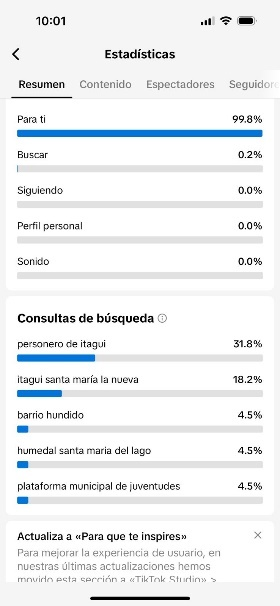 10:01
Estadísticas
Resumen Contenido Espectadores Seguidore
Para ti 99.8%
Buscar 0.2%
Siguiendo 0.0%
Perfil personal 0.0%
Sonido 0.0%
Consultas de búsqueda
personero de itagui 31.8%
itagui santa maría la nueva 18.2%
barrio hundido 4.5%
humedal santa maria del lago 4.5%
plataforma municipal de juventudes 4.5%
Actualiza a «Para que te inspires»
Para mejorar la experiencia de usuario, en
nuestras últimas actualizaciones hemos
movido esta sección a «TikTok Studio» >